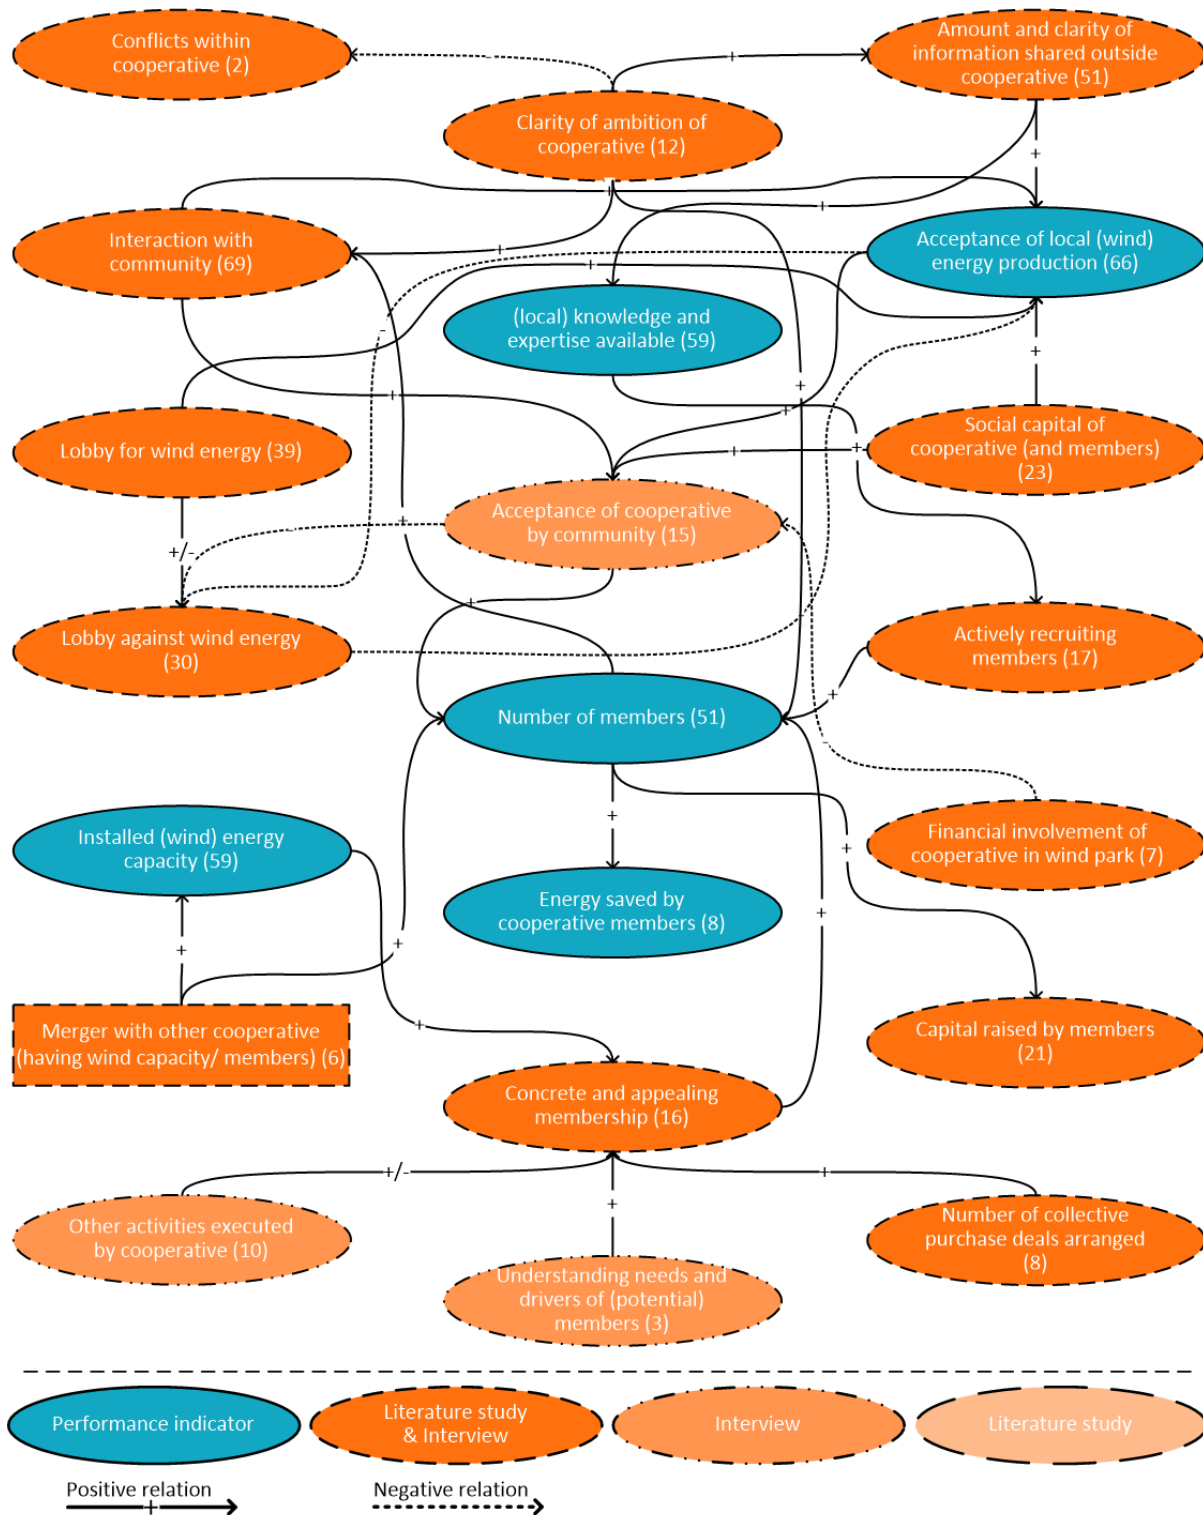 Conflicts within
cooperative (2)
Amount and clarity of
information shared outside
cooperative (51)
Clarity of ambition of
cooperative (12)
Interaction with
community (69)
Acceptance of local (wind)
energy production (66)
(local) knowledge and
expertise available (59)
Lobby for wind energy (39)
Social capital of
cooperative (and members)
(23)
Acceptance of cooperative
by community (15)
+/-
Lobby against wind energy
(30)
Actively recruiting
members (17)
Number of members (51)
Installed (wind) energy
capacity (59)
Financial involvement of
cooperative in wind park (7)
Energy saved by
cooperative members (8)
Merger with other cooperative
(having wind capacity/ members) (6)
Capital raised by members
(21)
Concrete and appealing
membership (16)
+/-
Other activities executed
by cooperative (10)
Number of collective
purchase deals arranged
(8)
Understanding needs and
drivers of (potential)
members (3)
Performance indicator
Literature study
& Interview
Interview
Literature study
Positive relation
Negative relation